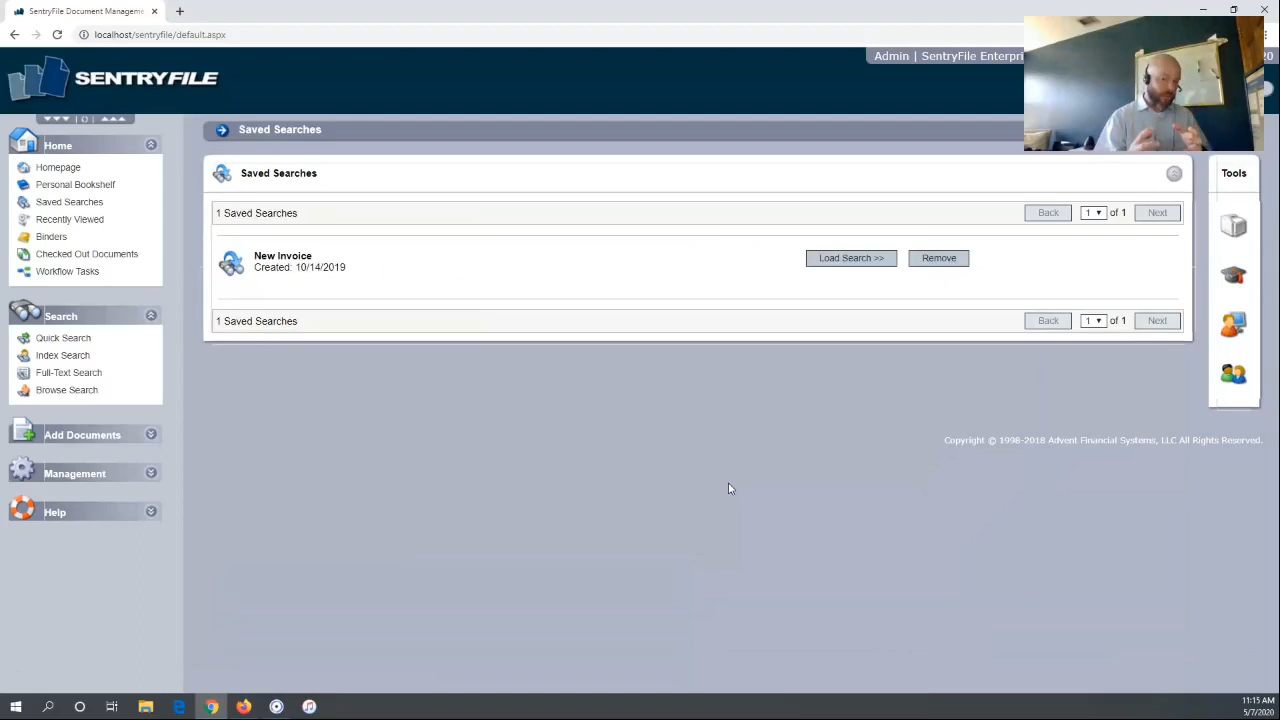 SentryFile Document Manageme
localhost/sentryfile/default.aspx
Admin | SentryFile Enterpri
20
SENTRYFILE
Home
Homepage
Personal Bookshelf
Saved Searches
Recently Viewed
Binders
Checked Out Documents
Workflow Tasks
Search
Quick Search
Index Search
Full-Text Search
Browse Search
Add Documents
Management
Help
Saved Searches
Saved Searches
1 Saved Searches
Back
1
of 1
Next
New Invoice
Created: 10/14/2019
Load Search >>
Remove
1 Saved Searches
Back
1
of 1
Next
Tools
Copyright © 1998-2018 Advent Financial Systems, LLC All Rights Reserved.
11:15 AM
5/7/2020